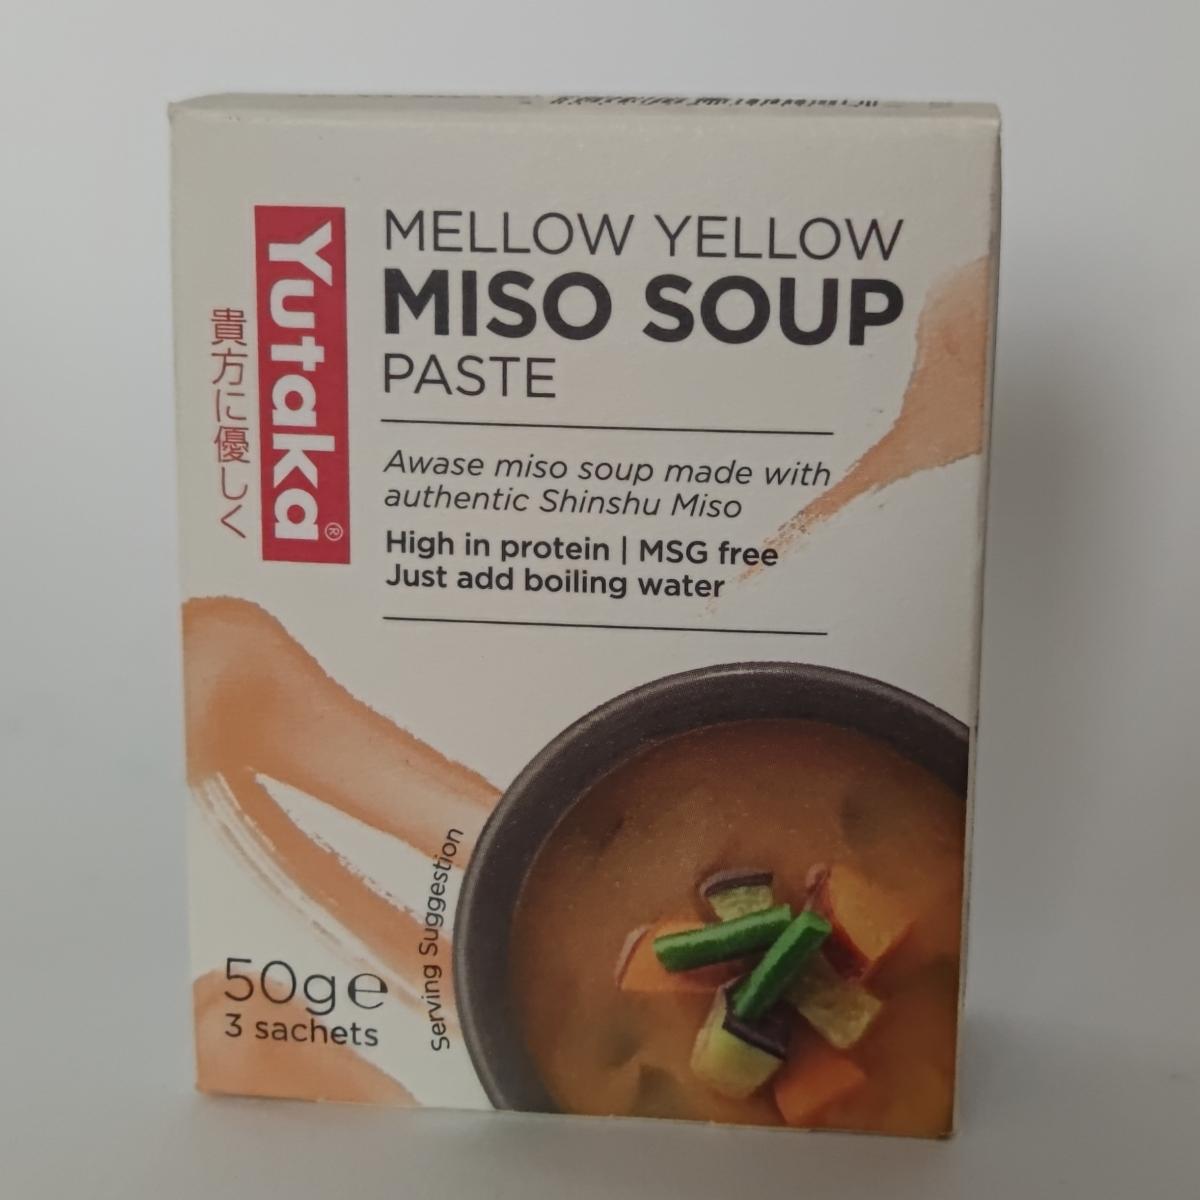 MELLOW YELLOW
MISO SOUP
PASTE
Yutaka®
貴方に優しく
Awase miso soup made with
authentic Shinshu Miso
High in protein | MSG free
Just add boiling water
Serving Suggestion
50g℮
3 sachets